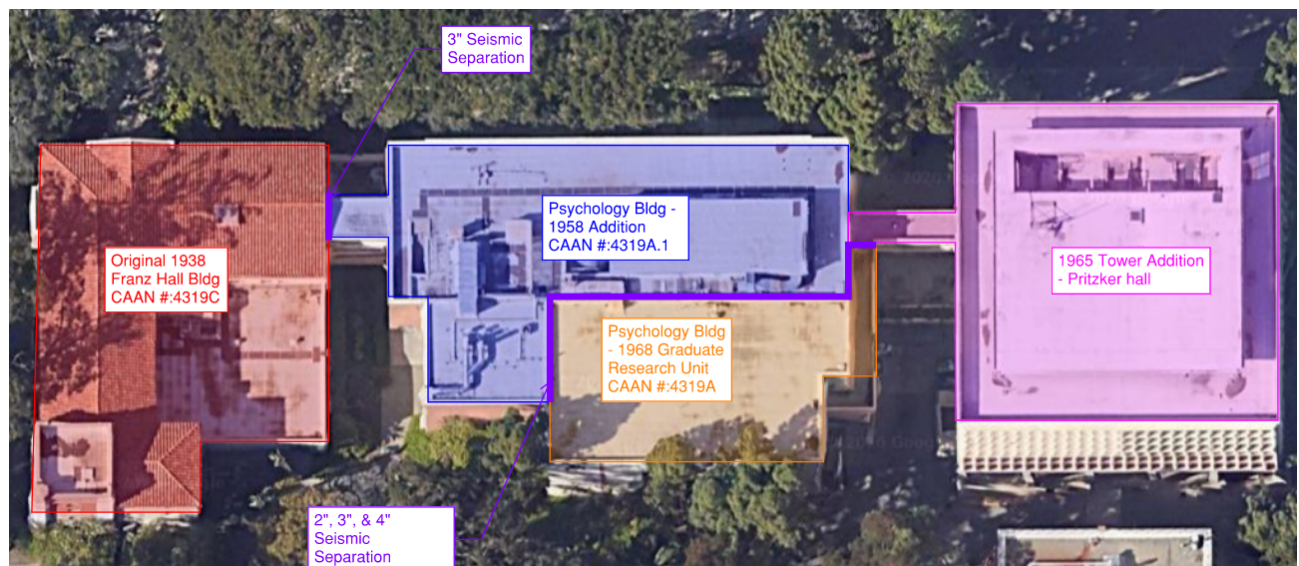 3" Seismic
Separation
Psychology Bldg -
1958 Addition
CAAN #:4319A.1
Original 1938
Franz Hall Bldg
CAAN #:4319C
1965 Tower Addition
- Pritzker hall
Psychology Bldg
- 1968 Graduate
Research Unit
CAAN #:4319A
2", 3", & 4"
Seismic
Separation